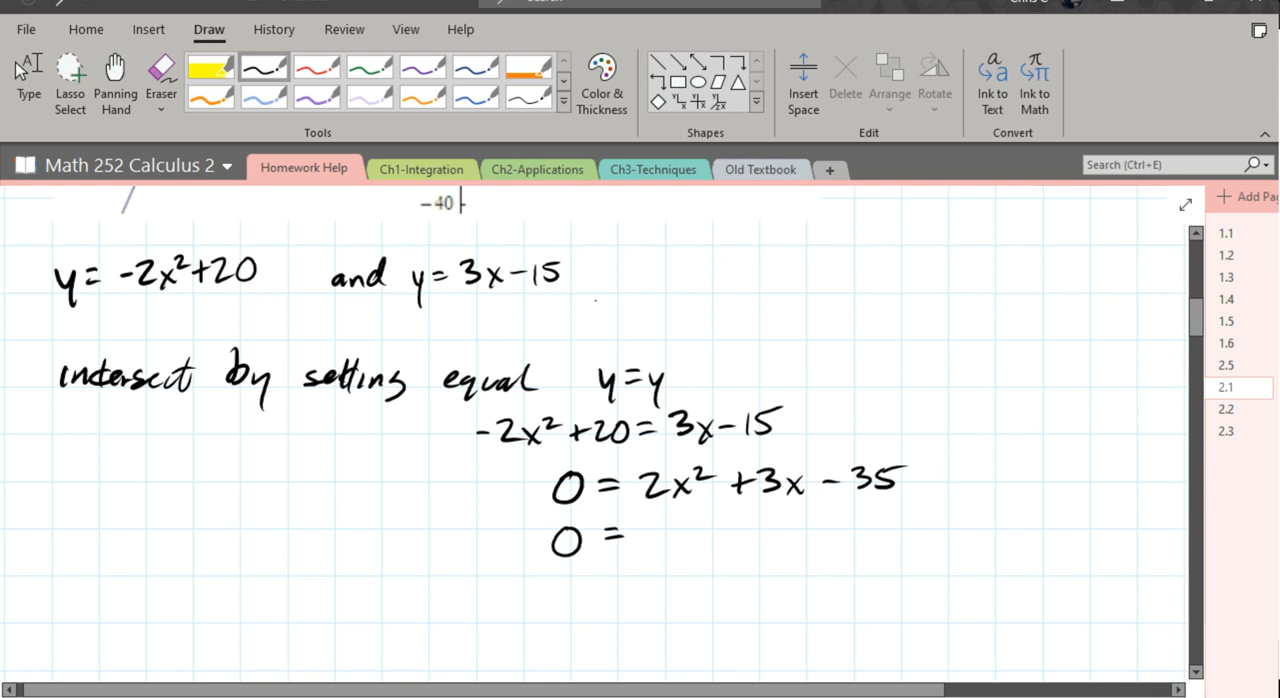 File Home Insert Draw History Review View Help
Type Lasso Select Panning Hand Eraser Color & Thickness Insert Space Delete Arrange Rotate Ink to Text Ink to Math
Tools Shapes Edit Convert
Math 252 Calculus 2 Homework Help Ch1-Integration Ch2-Applications Ch3-Techniques Old Textbook + Search (Ctrl+E)
+ Add Pag
-40
1.1
1.2
1.3
1.4
1.5
1.6
2.5
2.1
2.2
2.3
y = -2x²+20 and y = 3x-15
intersect by setting equal y=y
-2x² +20 = 3x-15
0 = 2x² +3x - 35
0 =